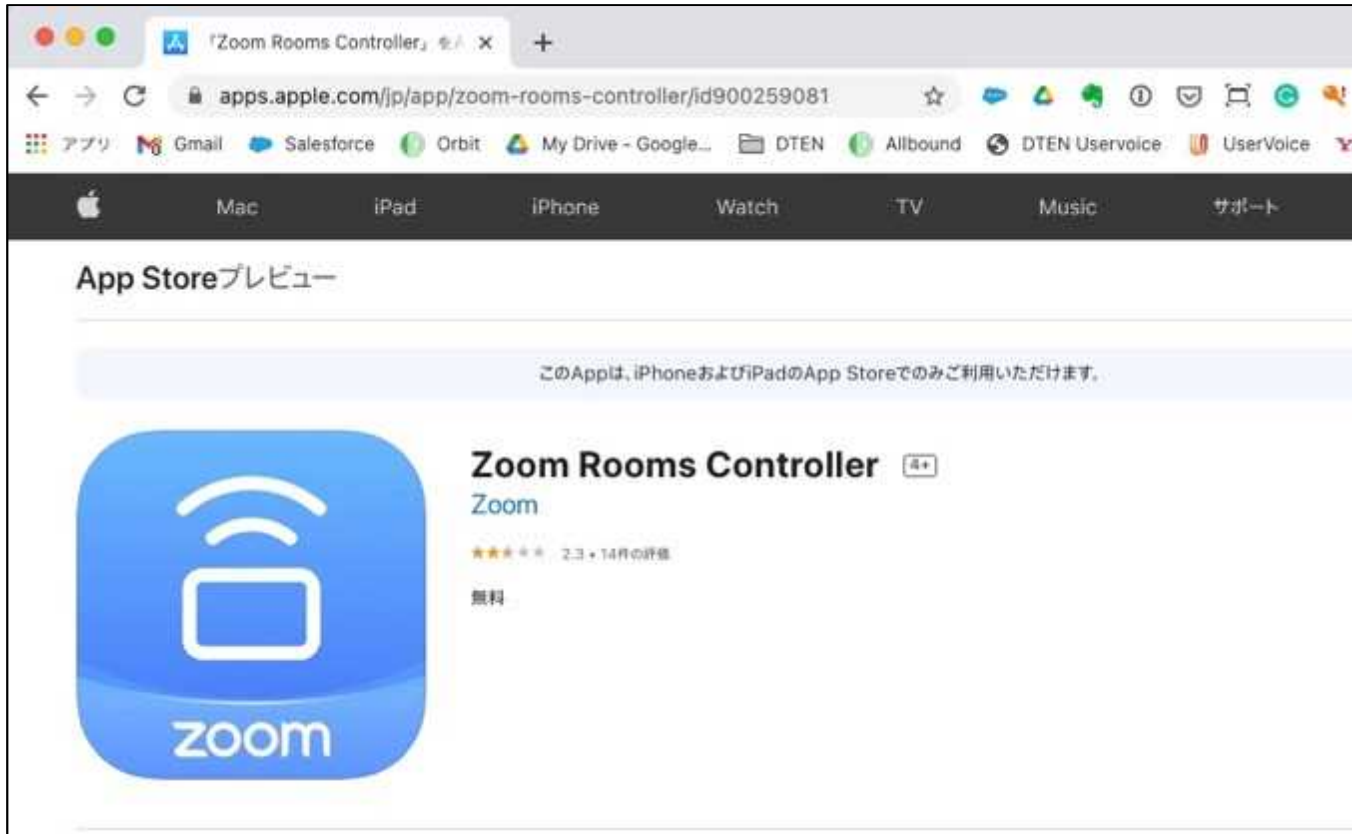 「Zoom Rooms Controller」をA
apps.apple.com/jp/app/zoom-rooms-controller/id900259081
アプリ Gmail Salesforce Orbit My Drive - Google... DTEN Allbound DTEN Uservoice UserVoice
Mac iPad iPhone Watch TV Music サポート
App Storeプレビュー
このAppは、iPhoneおよびiPadのApp Storeでのみご利用いただけます。
Zoom Rooms Controller 4+
Zoom
2.3 • 14件の評価
無料
zoom